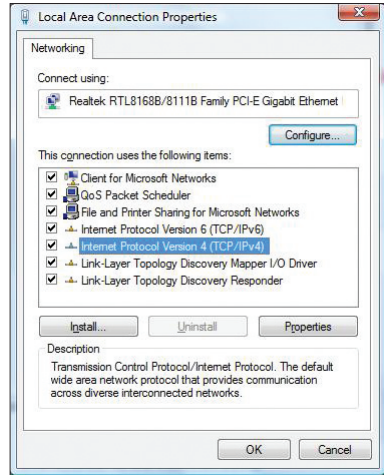 Local Area Connection Properties
Networking
Connect using:
Realtek RTL8168B/8111B Family PCI-E Gigabit Ethernet
Configure...
This connection uses the following items:
Client for Microsoft Networks
QoS Packet Scheduler
File and Printer Sharing for Microsoft Networks
Internet Protocol Version 6 (TCP/IPv6)
Internet Protocol Version 4 (TCP/IPv4)
Link-Layer Topology Discovery Mapper I/O Driver
Link-Layer Topology Discovery Responder
Install... Uninstall Properties
Description
Transmission Control Protocol/Internet Protocol. The default
wide area network protocol that provides communication
across diverse interconnected networks.
OK Cancel